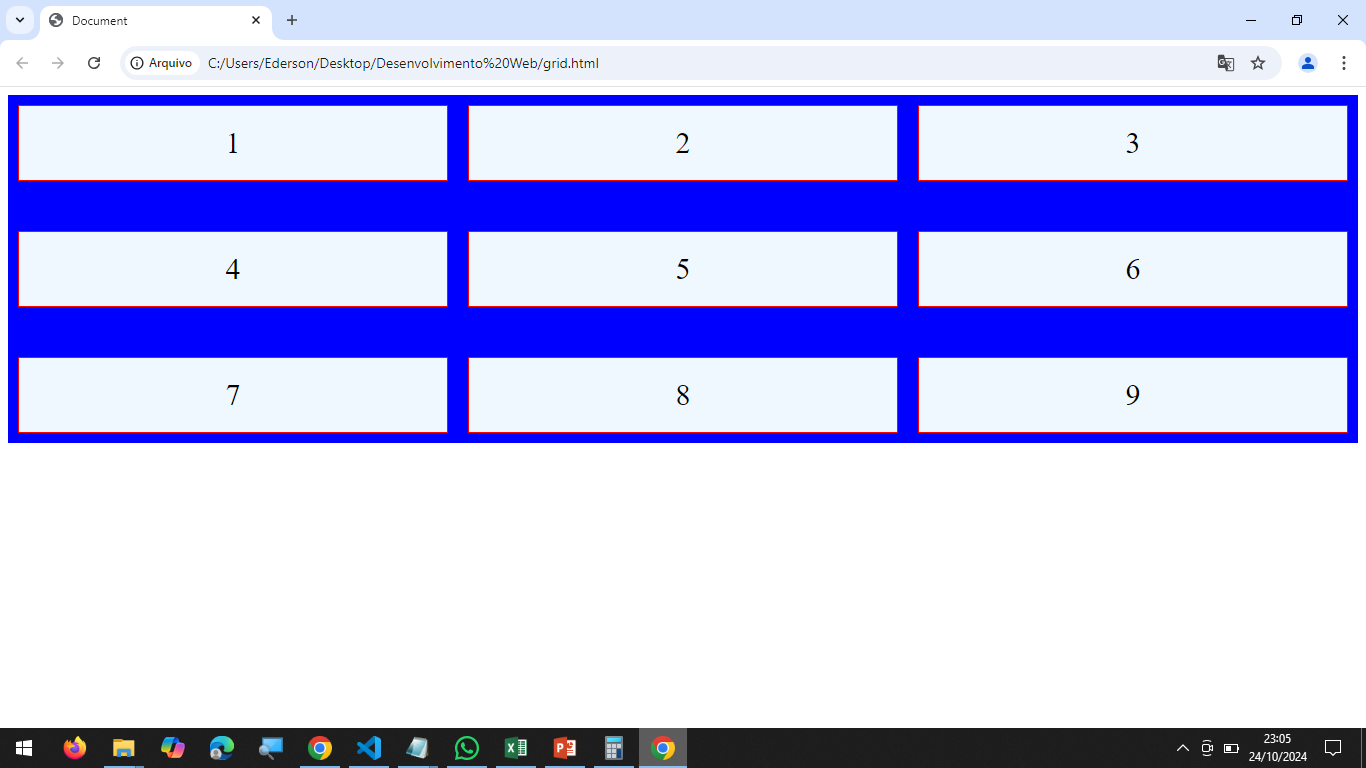 Document
Arquivo
C:/Users/Ederson/Desktop/Desenvolvimento%20Web/grid.html
1 2 3
4 5 6
7 8 9
23:05
24/10/2024